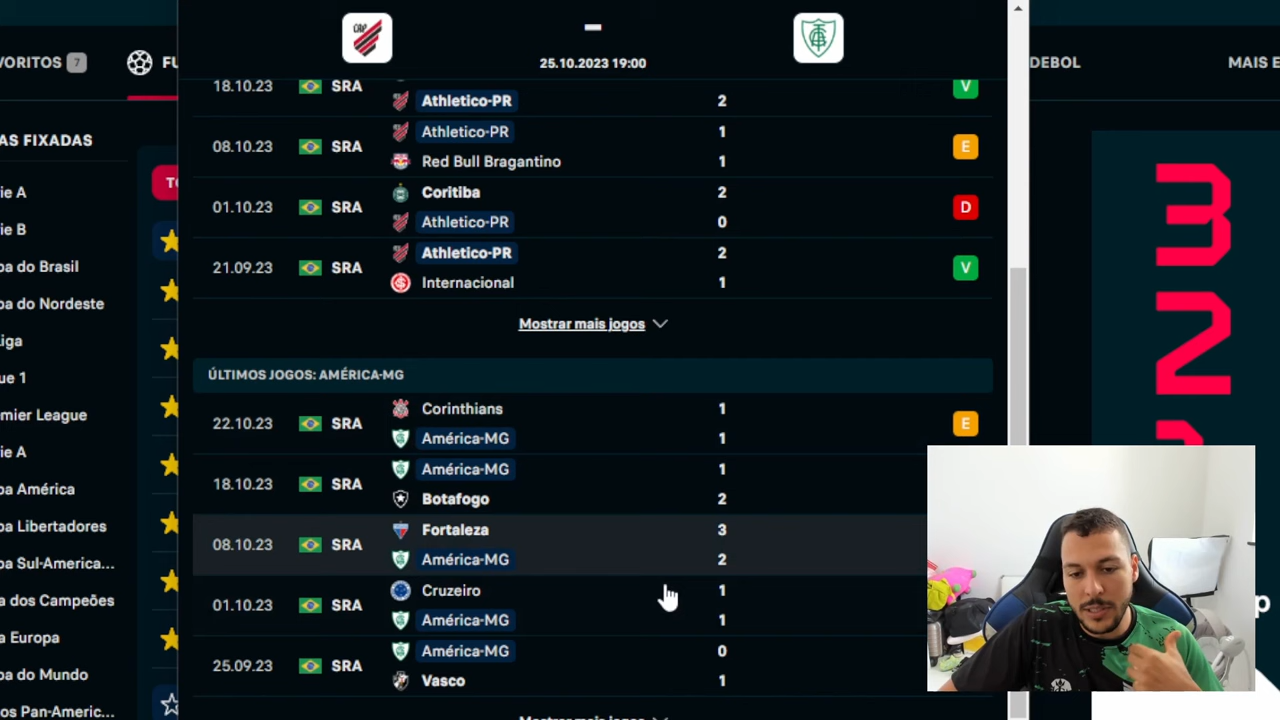 VORITOS 7
FU
DEBOL
MAIS E
25.10.2023 19:00
AS FIXADAS
ie A
ie B
pa do Brasil
pa do Nordeste
Liga
ue 1
mier League
ie A
pa América
pa Libertadores
pa Sul-America...
a dos Campeões
a Europa
a do Mundo
os Pan-Americ...
18.10.23 SRA V
Athletico-PR 2
08.10.23 SRA E
Athletico-PR 1
Red Bull Bragantino 1
01.10.23 SRA D
Coritiba 2
Athletico-PR 0
21.09.23 SRA V
Athletico-PR 2
Internacional 1
Mostrar mais jogos
ÚLTIMOS JOGOS: AMÉRICA-MG
22.10.23 SRA E
Corinthians 1
América-MG 1
18.10.23 SRA
América-MG 1
Botafogo 2
08.10.23 SRA
Fortaleza 3
América-MG 2
01.10.23 SRA
Cruzeiro 1
América-MG 1
25.09.23 SRA
América-MG 0
Vasco 1
Mostrar mais jogos